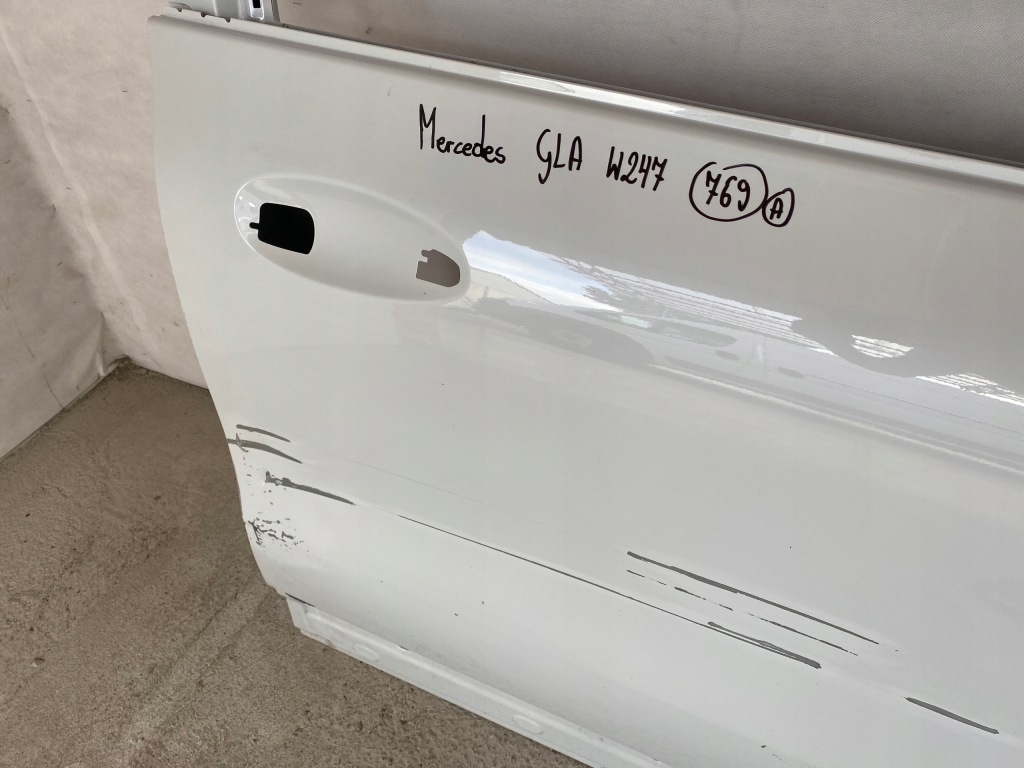 Mercedes GLA W247 769 A